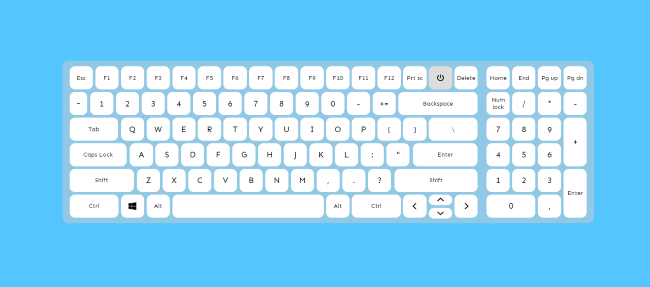 Esc F1 F2 F3 F4 F5 F6 F7 F8 F9 F10 F11 F12 Prt sc Delete Home End Pg up Pg dn
~ 1 2 3 4 5 6 7 8 9 0 - += Backspace Num lock / * -
Tab Q W E R T Y U I O P [ ] \ 7 8 9 +
Caps Lock A S D F G H J K L : " Enter 4 5 6
Shift Z X C V B N M , . ? Shift 1 2 3 Enter
Ctrl Alt Alt Ctrl 0 ,